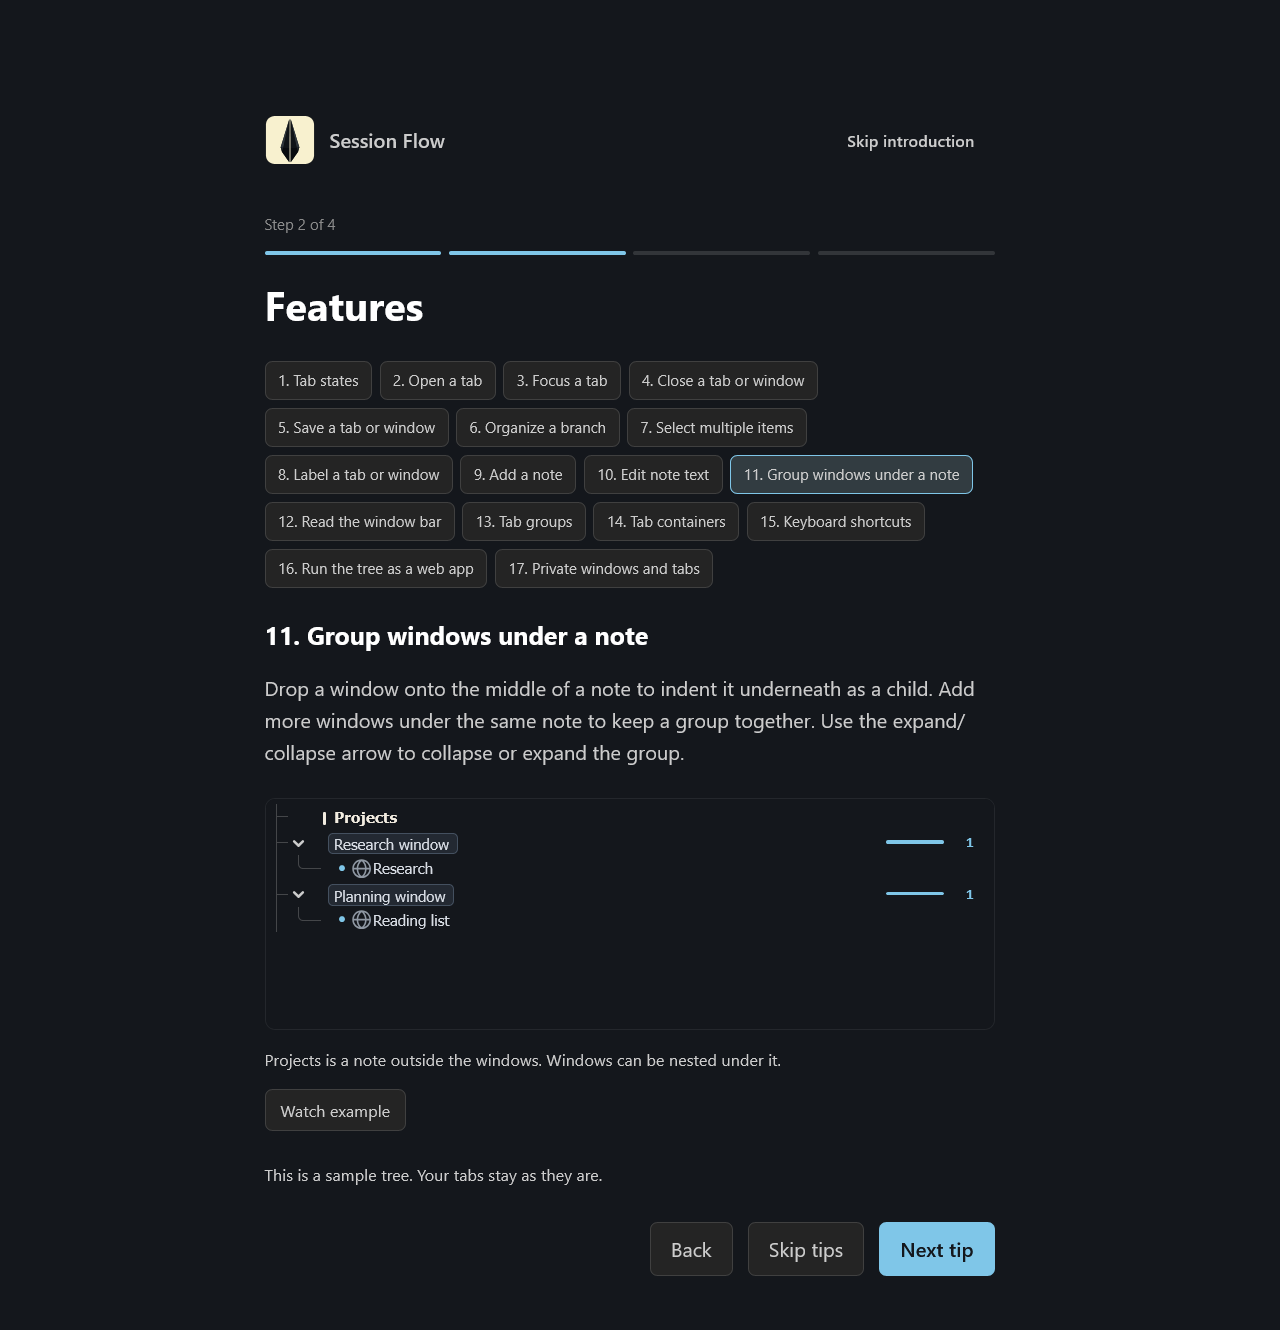 Session Flow
Skip introduction
Step 2 of 4
Features
1. Tab states
2. Open a tab
3. Focus a tab
4. Close a tab or window
5. Save a tab or window
6. Organize a branch
7. Select multiple items
8. Label a tab or window
9. Add a note
10. Edit note text
11. Group windows under a note
12. Read the window bar
13. Tab groups
14. Tab containers
15. Keyboard shortcuts
16. Run the tree as a web app
17. Private windows and tabs
11. Group windows under a note
Drop a window onto the middle of a note to indent it underneath as a child. Add
more windows under the same note to keep a group together. Use the expand/
collapse arrow to collapse or expand the group.
Projects
Research window
1
Research
Planning window
1
Reading list
Projects is a note outside the windows. Windows can be nested under it.
Watch example
This is a sample tree. Your tabs stay as they are.
Back
Skip tips
Next tip